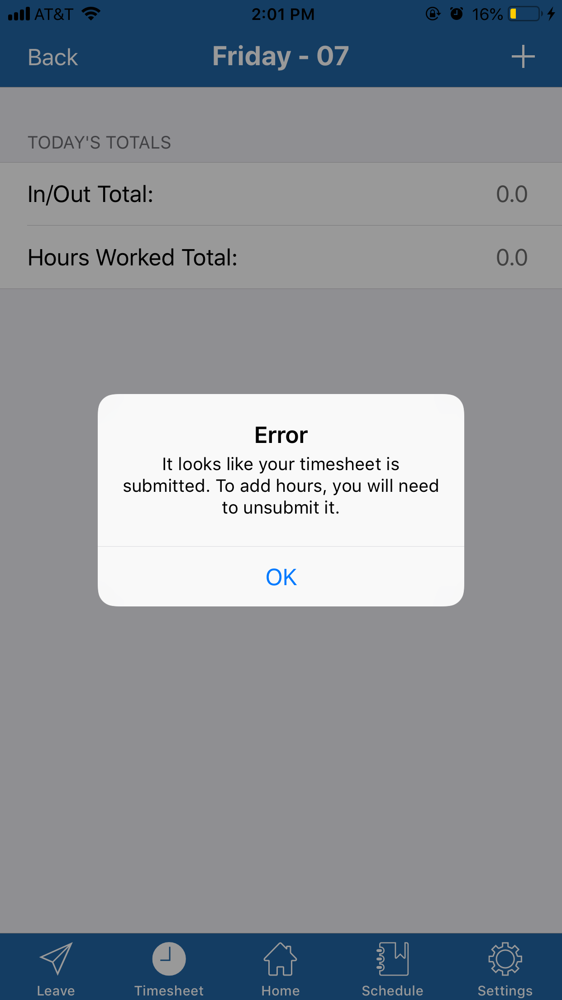 AT&T 2:01 PM 16%
Back Friday - 07
TODAY'S TOTALS
In/Out Total: 0.0
Hours Worked Total: 0.0
Error
It looks like your timesheet is
submitted. To add hours, you will need
to unsubmit it.
OK
Leave Timesheet Home Schedule Settings